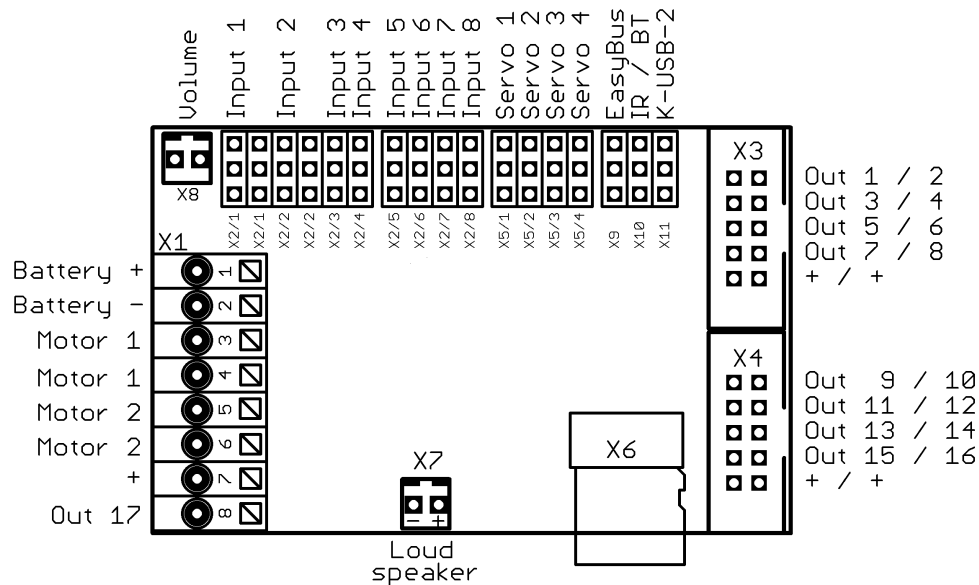 Volume
Input 1
Input 2
Input 3
Input 4
Input 5
Input 6
Input 7
Input 8
Servo 1
Servo 2
Servo 3
Servo 4
EasyBus
IR / BT
K-USB-2
X8
X2/1
X2/1
X2/2
X2/2
X2/3
X2/4
X2/5
X2/6
X2/7
X2/8
X5/1
X5/2
X5/3
X5/4
X9
X10
X11
X3
Out 1 / 2
Out 3 / 4
Out 5 / 6
Out 7 / 8
+ / +
X1
Battery + 1
Battery - 2
Motor 1 3
Motor 1 4
Motor 2 5
Motor 2 6
+ 7
Out 17 8
X4
Out 9 / 10
Out 11 / 12
Out 13 / 14
Out 15 / 16
+ / +
X6
X7
- +
Loud
speaker